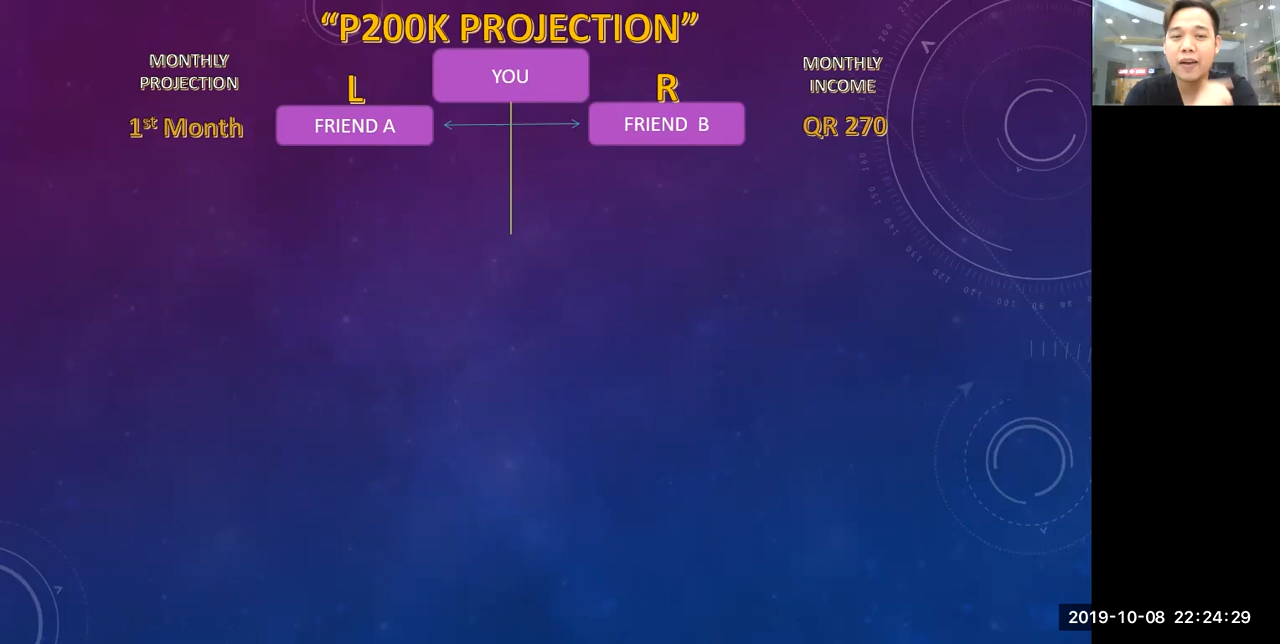 “P200K PROJECTION”
MONTHLY
PROJECTION
L
YOU
R
MONTHLY
INCOME
1st Month
FRIEND A
FRIEND B
QR 270
2019-10-08 22:24:29